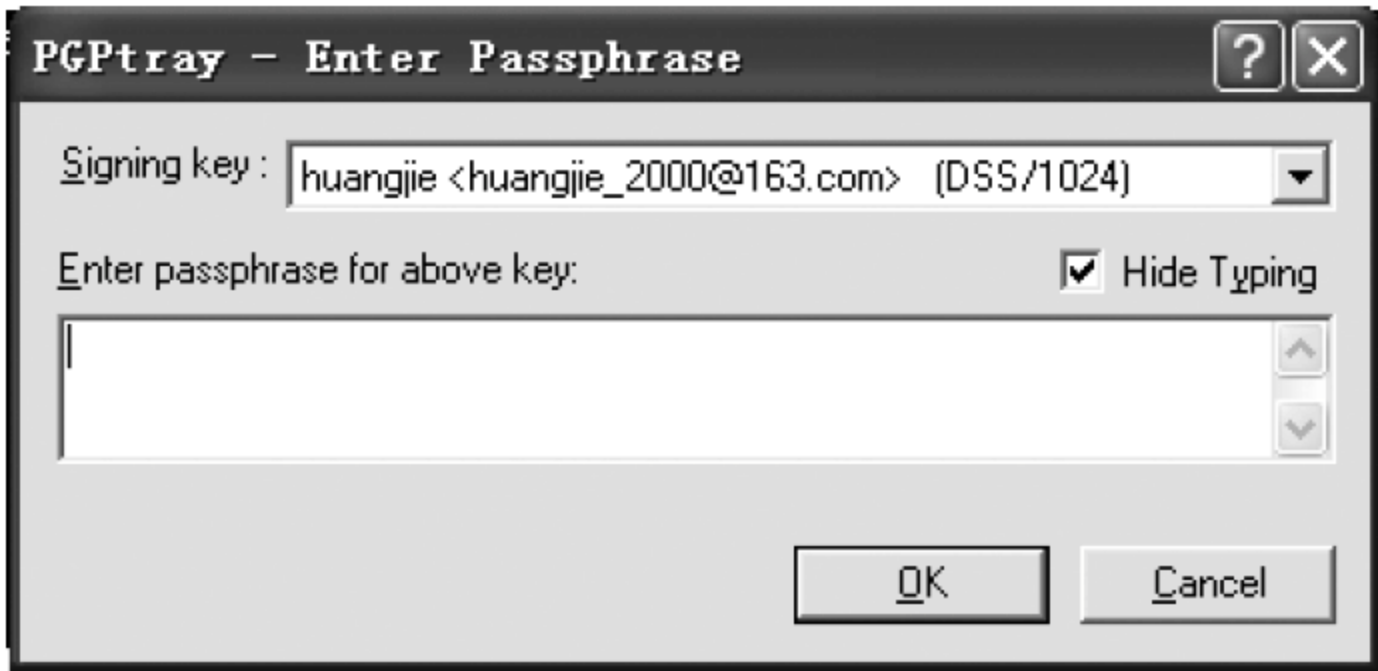 PGPtray - Enter Passphrase
Signing key : huangjie <huangjie_2000@163.com> (DSS/1024)
Enter passphrase for above key: Hide Typing
OK Cancel